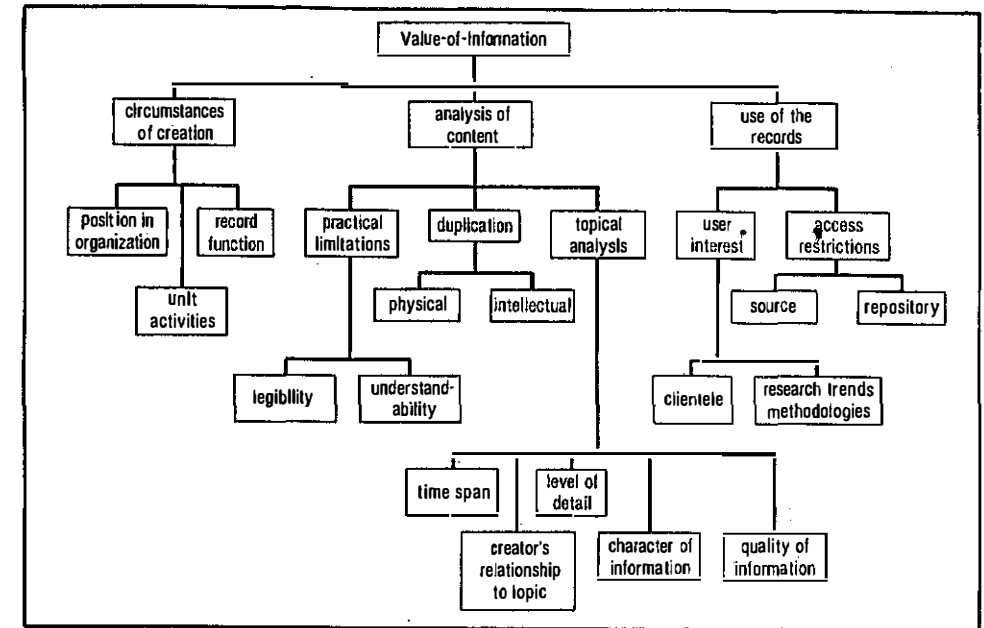 Value-of-Information
circumstances
of creation
analysis of
content
use of the
records
position in
organization
record
function
unit
activities
practical
limitations
duplication
topical
analysis
physical
intellectual
legibility
understand-
ability
user
interest
access
restrictions
source
repository
clientele
research trends
methodologies
time span
level of
detail
creator's
relationship
to topic
character of
information
quality of
information